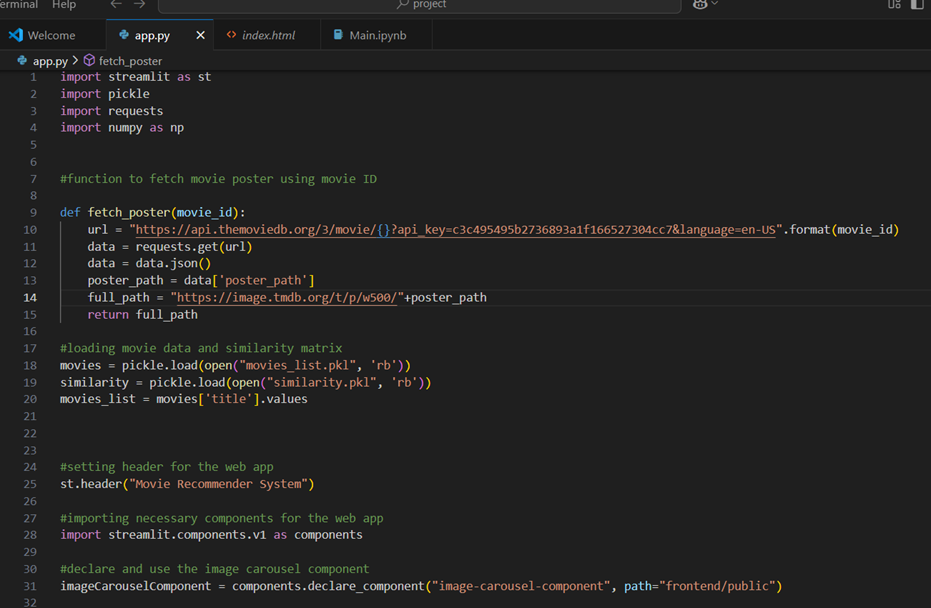 erminal Help project
Welcome app.py index.html Main.ipynb
app.py > fetch_poster
1 import streamlit as st
2 import pickle
3 import requests
4 import numpy as np
5
6
7 #function to fetch movie poster using movie ID
8
9 def fetch_poster(movie_id):
10 url = "https://api.themoviedb.org/3/movie/{}?api_key=c3c495495b2736893a1f166527304cc7&language=en-US".format(movie_id)
11 data = requests.get(url)
12 data = data.json()
13 poster_path = data['poster_path']
14 full_path = "https://image.tmdb.org/t/p/w500/"+poster_path
15 return full_path
16
17 #loading movie data and similarity matrix
18 movies = pickle.load(open("movies_list.pkl", 'rb'))
19 similarity = pickle.load(open("similarity.pkl", 'rb'))
20 movies_list = movies['title'].values
21
22
23
24 #setting header for the web app
25 st.header("Movie Recommender System")
26
27 #importing necessary components for the web app
28 import streamlit.components.v1 as components
29
30 #declare and use the image carousel component
31 imageCarouselComponent = components.declare_component("image-carousel-component", path="frontend/public")
32